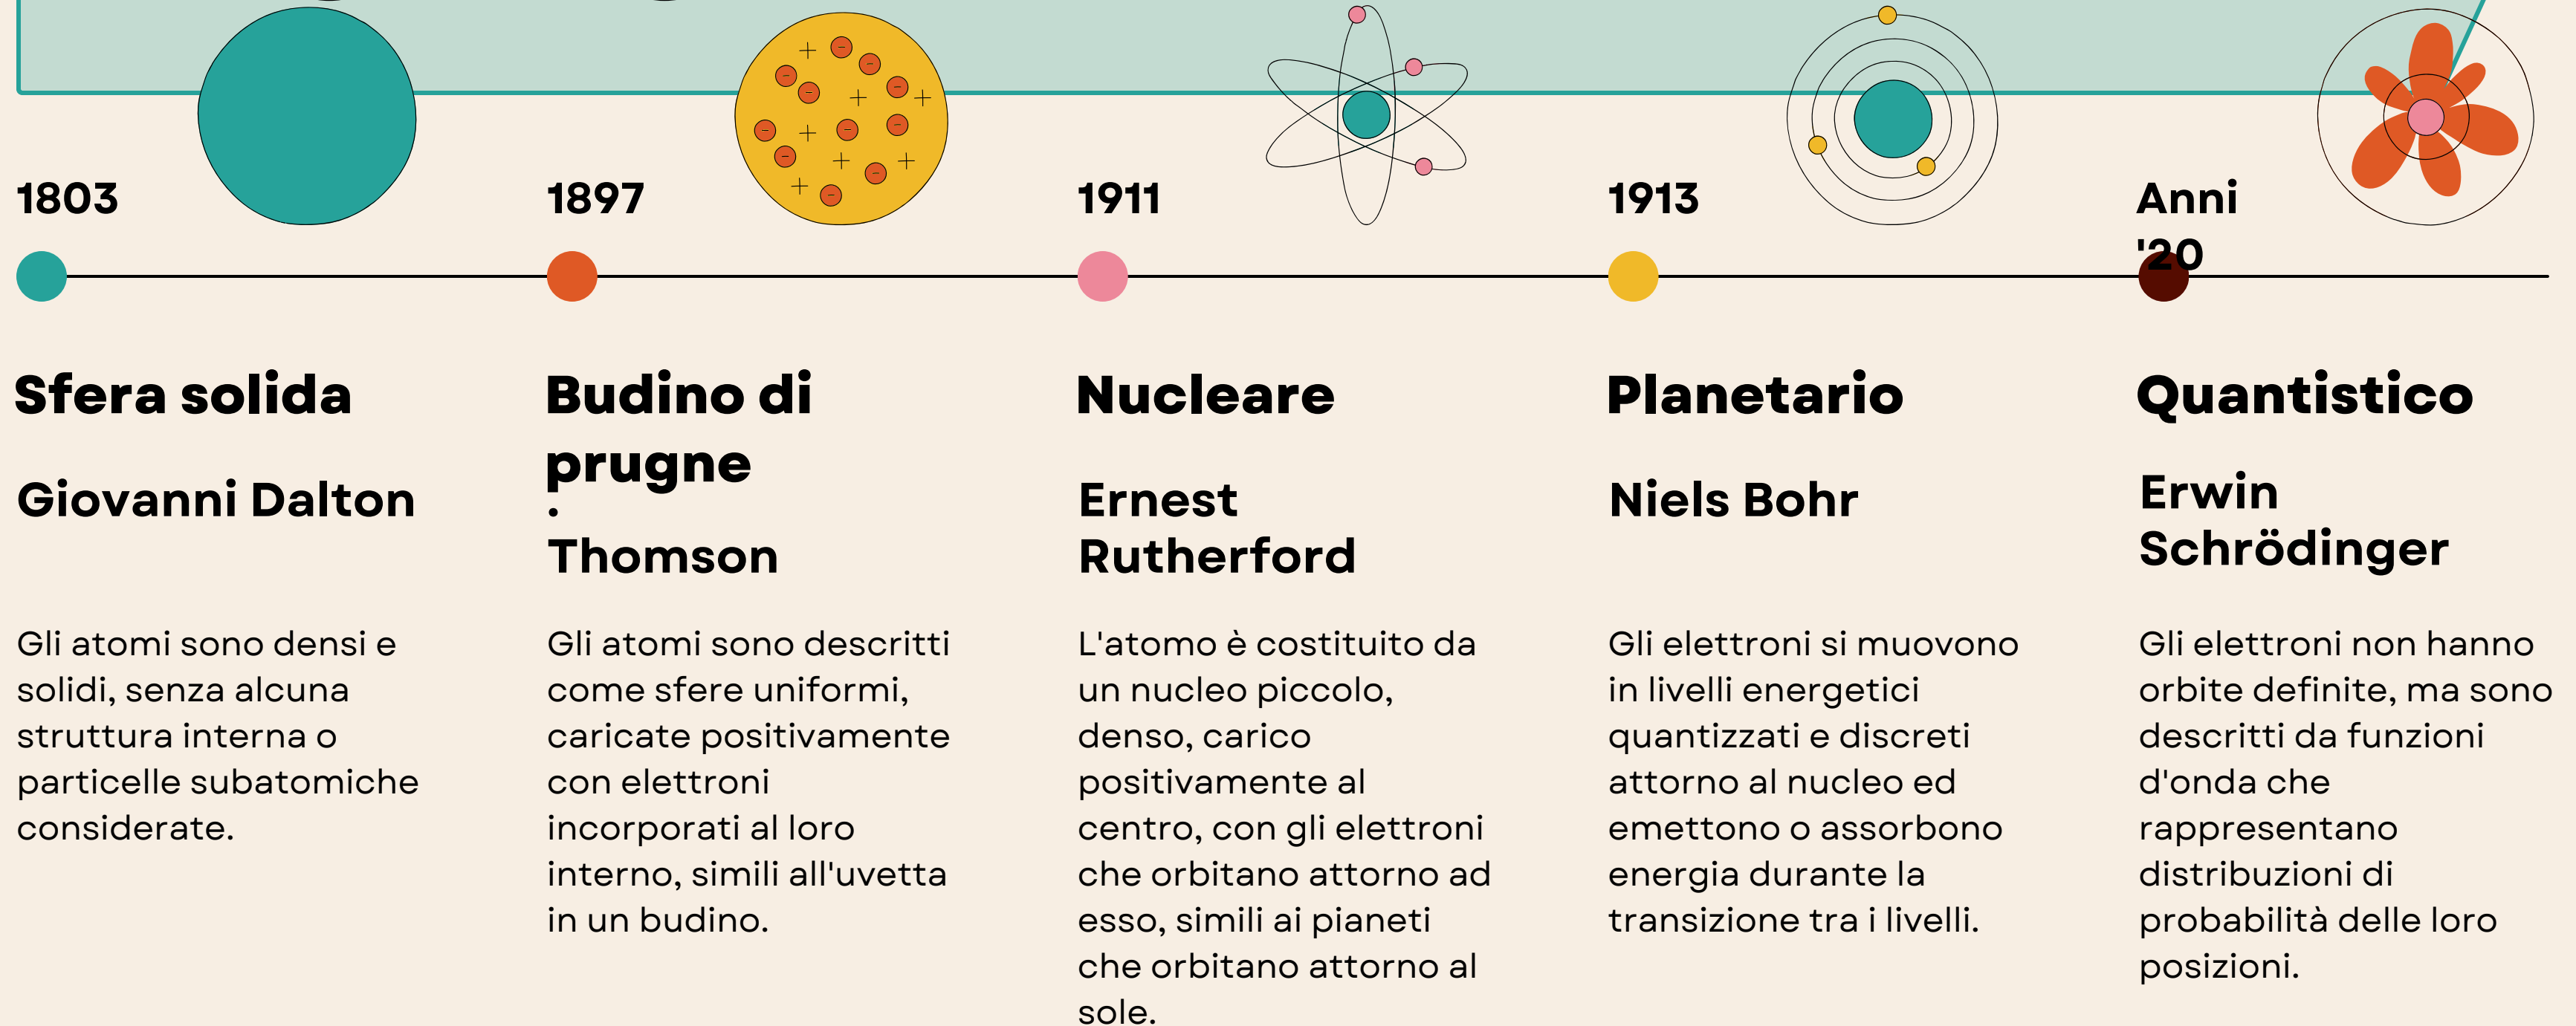 1803
1897
1911
1913
Anni
'20
Sfera solida
Giovanni Dalton
Gli atomi sono densi e
solidi, senza alcuna
struttura interna o
particelle subatomiche
considerate.
Budino di
prugne
Thomson
Gli atomi sono descritti
come sfere uniformi,
caricate positivamente
con elettroni
incorporati al loro
interno, simili all'uvetta
in un budino.
Nucleare
Ernest
Rutherford
L'atomo è costituito da
un nucleo piccolo,
denso, carico
positivamente al
centro, con gli elettroni
che orbitano attorno ad
esso, simili ai pianeti
che orbitano attorno al
sole.
Planetario
Niels Bohr
Gli elettroni si muovono
in livelli energetici
quantizzati e discreti
attorno al nucleo ed
emettono o assorbono
energia durante la
transizione tra i livelli.
Quantistico
Erwin
Schrödinger
Gli elettroni non hanno
orbite definite, ma sono
descritti da funzioni
d'onda che
rappresentano
distribuzioni di
probabilità delle loro
posizioni.